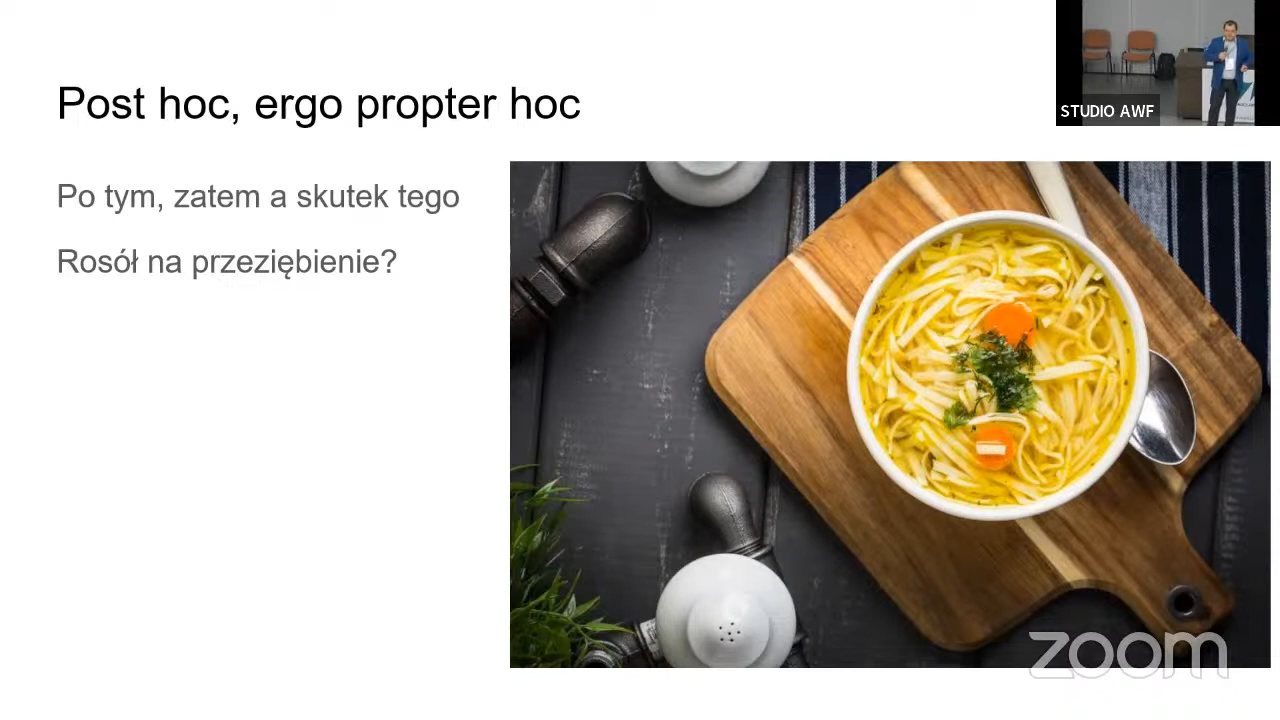 Post hoc, ergo propter hoc
Po tym, zatem a skutek tego
Rosół na przeziębienie?
STUDIO AWF
zoom